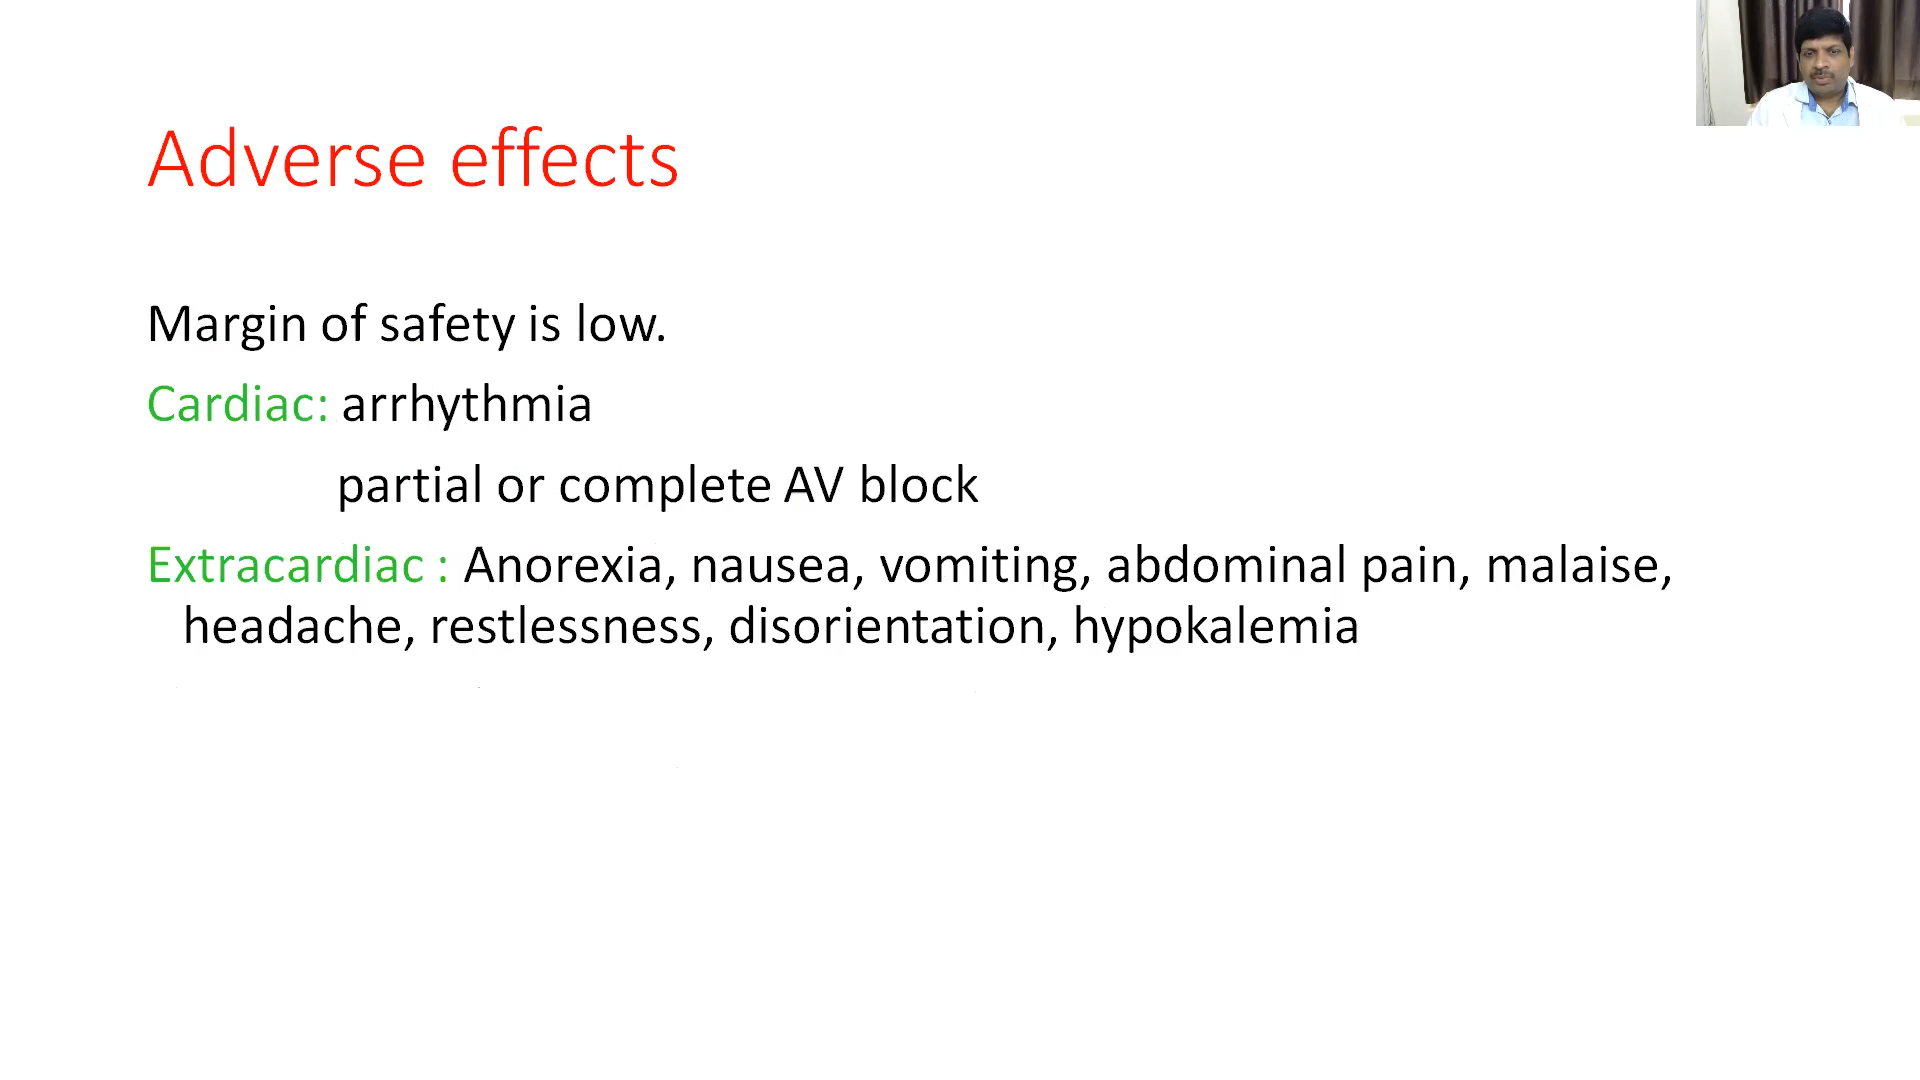 Adverse effects
Margin of safety is low.
Cardiac: arrhythmia
partial or complete AV block
Extracardiac : Anorexia, nausea, vomiting, abdominal pain, malaise,
headache, restlessness, disorientation, hypokalemia